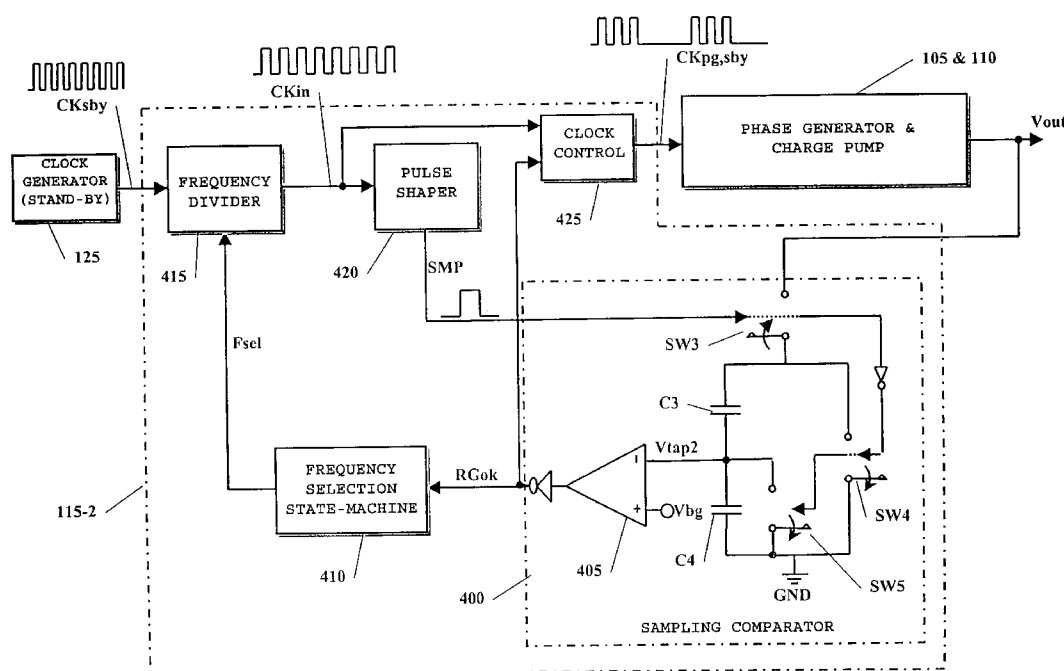 CKsby
CKin
CKpg,sby
105 & 110
Vout
CLOCK
GENERATOR
(STAND-BY)
125
FREQUENCY
DIVIDER
415
PULSE
SHAPER
420
CLOCK
CONTROL
425
PHASE GENERATOR &
CHARGE PUMP
SMP
Fsel
SW3
C3
Vtap2
RGok
FREQUENCY
SELECTION
STATE-MACHINE
410
115-2
-
+
Vbg
405
C4
400
SW4
SW5
GND
SAMPLING COMPARATOR